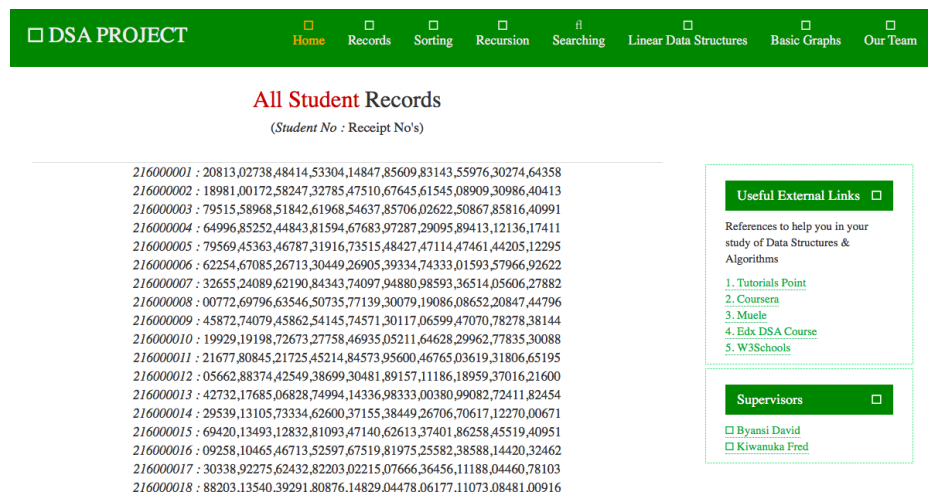 DSA PROJECT
Home Records Sorting Recursion Searching Linear Data Structures Basic Graphs Our Team
All Student Records
(Student No : Receipt No's)
216000001 : 20813,02738,48414,53304,14847,85609,83143,55976,30274,64358
216000002 : 18981,00172,58247,32785,47510,67645,61545,08909,30986,40413
216000003 : 79515,58968,51842,61968,54637,85706,02622,50867,85816,40991
216000004 : 64996,85252,44843,81594,67683,97287,29095,89413,12136,17411
216000005 : 79569,45363,46787,31916,73515,48427,47114,47461,44205,12295
216000006 : 62254,67085,26713,30449,26905,39334,74333,01593,57966,92622
216000007 : 32655,24089,62190,84343,74097,94880,98593,36514,05606,27882
216000008 : 00772,69796,63546,50735,77139,30079,19086,08652,20847,44796
216000009 : 45872,74079,45862,54145,74571,30117,06599,47070,78278,38144
216000010 : 19929,19198,72673,27758,46935,05211,64628,29962,77835,30088
216000011 : 21677,80845,21725,45214,84573,95600,46765,03619,31806,65195
216000012 : 05662,88374,42549,38699,30481,89157,11186,18959,37016,21600
216000013 : 42732,17685,06828,74994,14336,98333,00380,99082,72411,82454
216000014 : 29539,13105,73334,62600,37155,38449,26706,70617,12270,00671
216000015 : 69420,13493,12832,81093,47140,62613,37401,86258,45519,40951
216000016 : 09258,10465,46713,52597,67519,81975,25582,38588,14420,32462
216000017 : 30338,92275,62432,82203,02215,07666,36456,11188,04460,78103
216000018 : 88203,13540,39291,80876,14829,04478,06177,11073,08481,00916
Useful External Links
References to help you in your
study of Data Structures &
Algorithms
1. Tutorials Point
2. Coursera
3. Muele
4. Edx DSA Course
5. W3Schools
Supervisors
Byansi David
Kiwanuka Fred